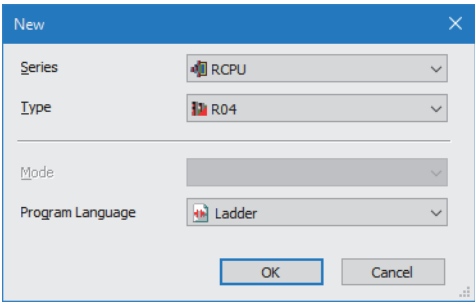 New
Series RCPU
Type R04
Mode
Program Language Ladder
OK Cancel